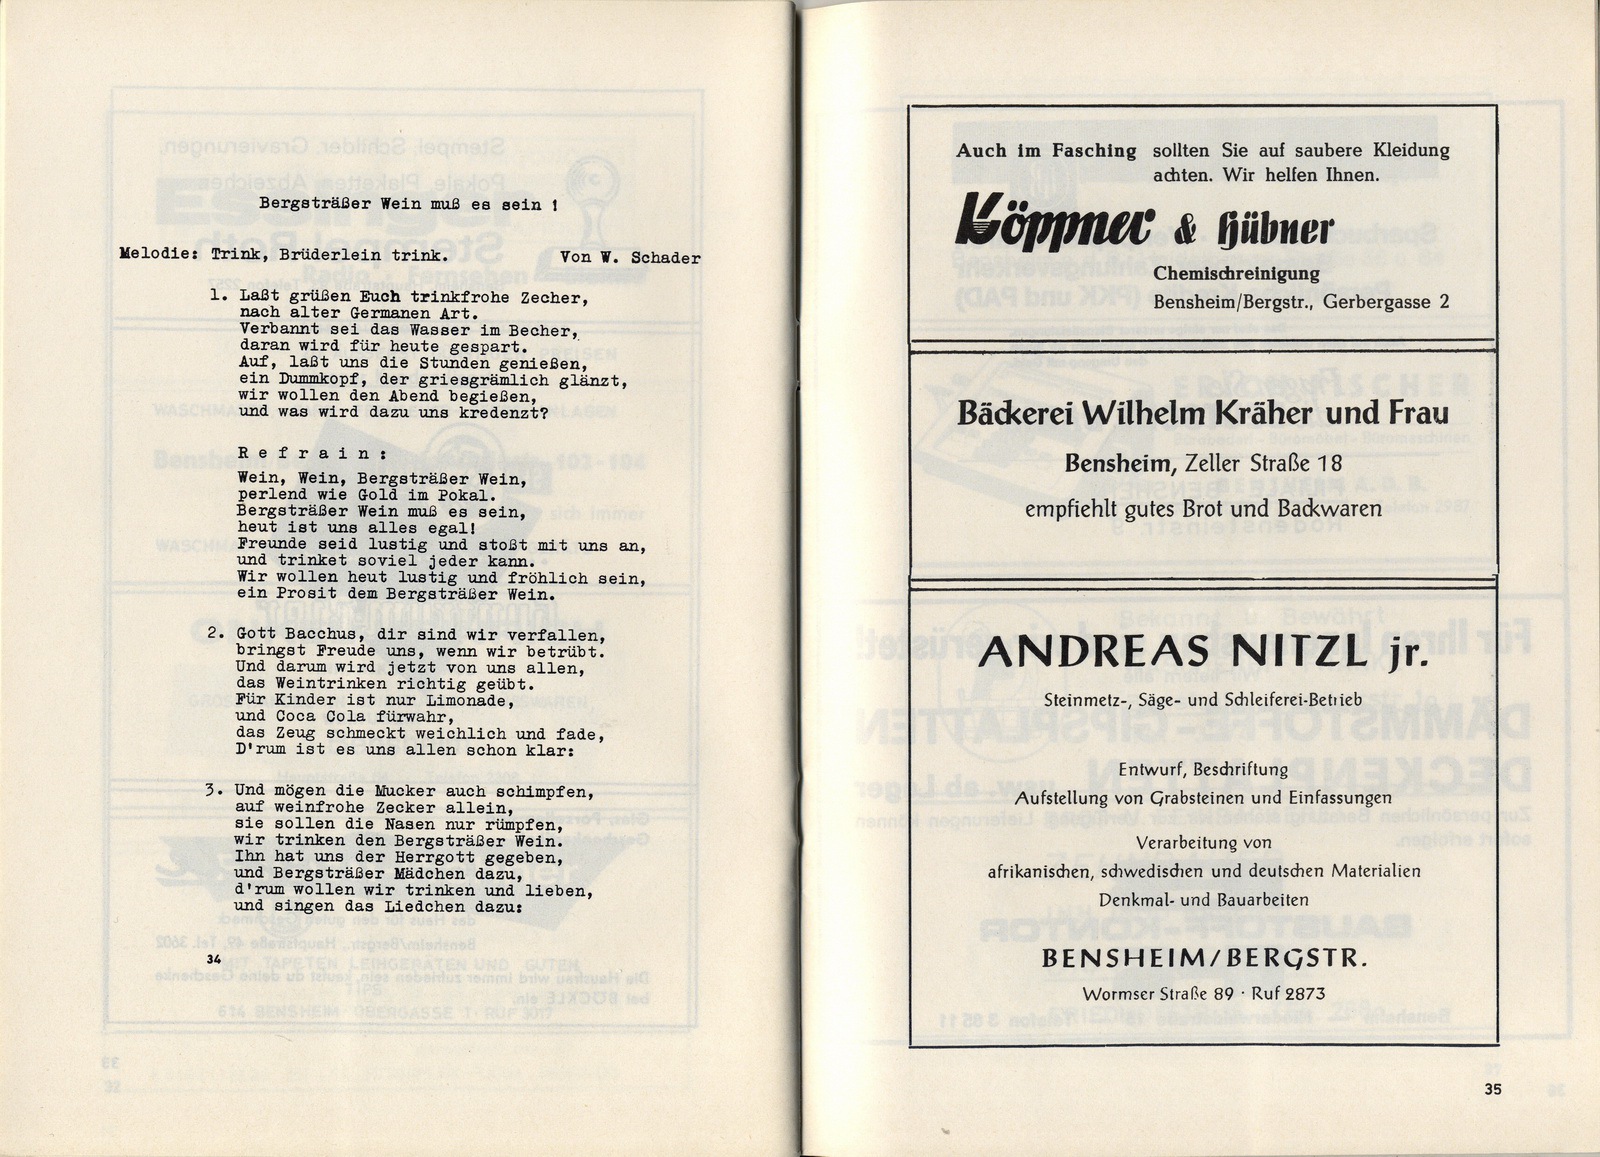 Bergsträßer Wein muß es sein !
Melodie: Trink, Brüderlein trink. Von W. Schader
1. Laßt grüßen Euch trinkfrohe Zecher,
nach alter Germanen Art.
Verbannt sei das Wasser im Becher,
daran wird für heute gespart.
Auf, laßt uns die Stunden genießen,
ein Dummkopf, der griesgrämlich glänzt,
wir wollen den Abend begießen,
und was wird dazu uns kredenzt?
R e f r a i n :
Wein, Wein, Bergsträßer Wein,
perlend wie Gold im Pokal.
Bergsträßer Wein muß es sein,
heut ist uns alles egal!
Freunde seid lustig und stoßt mit uns an,
und trinket soviel jeder kann.
Wir wollen heut lustig und fröhlich sein,
ein Prosit dem Bergsträßer Wein.
2. Gott Bacchus, dir sind wir verfallen,
bringst Freude uns, wenn wir betrübt.
Und darum wird jetzt von uns allen,
das Weintrinken richtig geübt.
Für Kinder ist nur Limonade,
und Coca Cola fürwahr,
das Zeug schmeckt weichlich und fade,
D'rum ist es uns allen schon klar:
3. Und mögen die Mucker auch schimpfen,
auf weinfrohe Zecker allein,
sie sollen die Nasen nur rümpfen,
wir trinken den Bergsträßer Wein.
Ihn hat uns der Herrgott gegeben,
und Bergsträßer Mädchen dazu,
d'rum wollen wir trinken und lieben,
und singen das Liedchen dazu:
34
Auch im Fasching sollten Sie auf saubere Kleidung
achten. Wir helfen Ihnen.
Köppner & Hübner
Chemischreinigung
Bensheim/Bergstr., Gerbergasse 2
Bäckerei Wilhelm Kräher und Frau
Bensheim, Zeller Straße 18
empfiehlt gutes Brot und Backwaren
ANDREAS NITZL jr.
Steinmetz-, Säge- und Schleiferei-Betrieb
Entwurf, Beschriftung
Aufstellung von Grabsteinen und Einfassungen
Verarbeitung von
afrikanischen, schwedischen und deutschen Materialien
Denkmal- und Bauarbeiten
BENSHEIM/BERGSTR.
Wormser Straße 89 · Ruf 2873
35